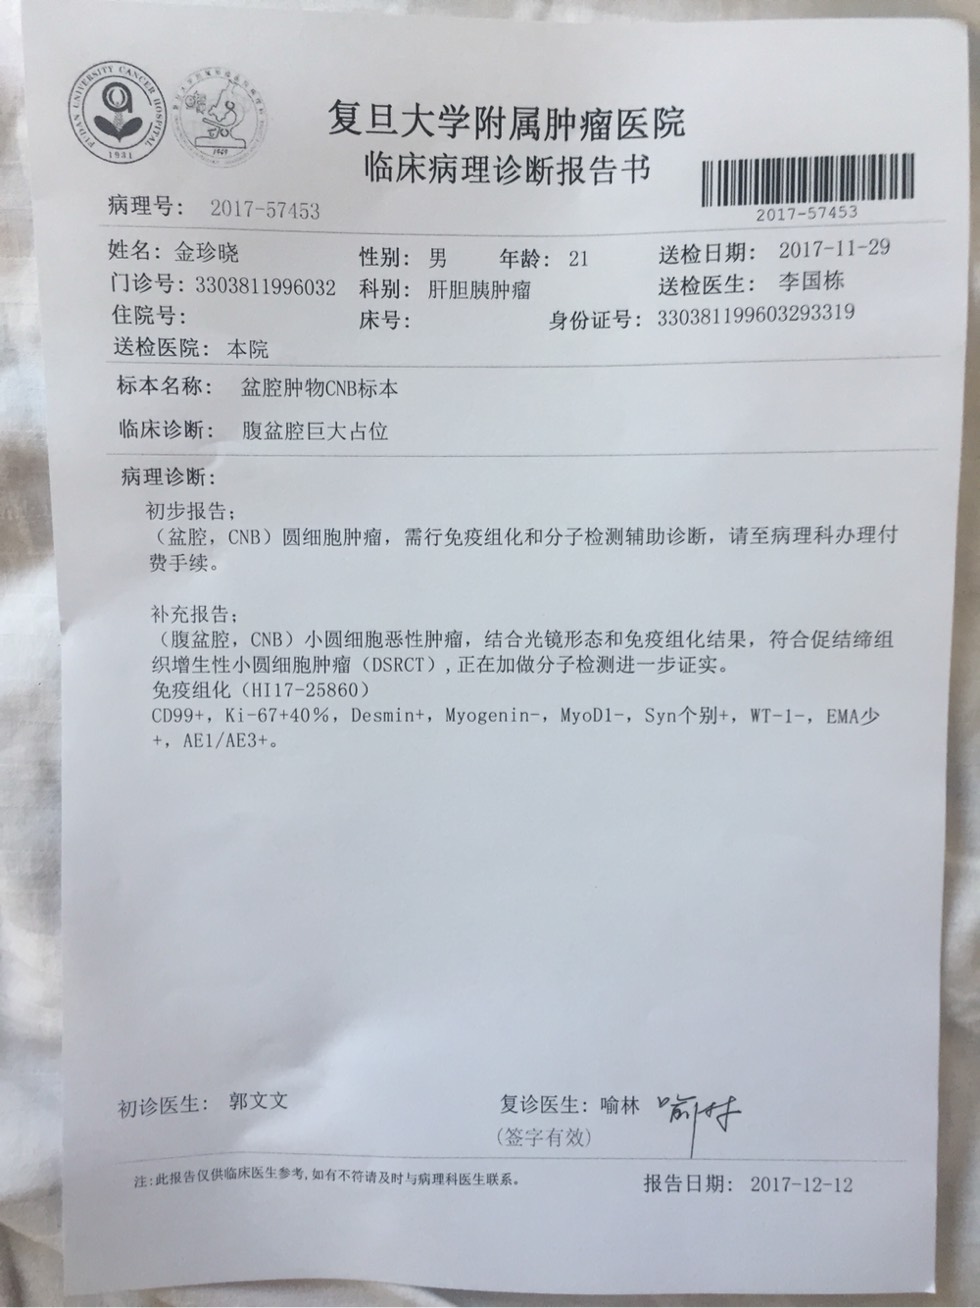 FUDAN UNIVERSITY CANCER HOSPITAL
1931
复旦大学附属肿瘤医院
临床病理诊断报告书
病理号: 2017-57453
2017-57453
姓名: 金珍晓 性别: 男 年龄: 21 送检日期: 2017-11-29
门诊号: 3303811996032 科别: 肝胆胰肿瘤 送检医生: 李国栋
住院号: 床号: 身份证号: 330381199603293319
送检医院: 本院
标本名称: 盆腔肿物CNB标本
临床诊断: 腹盆腔巨大占位
病理诊断:
初步报告;
（盆腔，CNB）圆细胞肿瘤，需行免疫组化和分子检测辅助诊断，请至病理科办理付
费手续。
补充报告;
（腹盆腔，CNB）小圆细胞恶性肿瘤，结合光镜形态和免疫组化结果，符合促结缔组
织增生性小圆细胞肿瘤（DSRCT）,正在加做分子检测进一步证实。
免疫组化（HI17-25860）
CD99+, Ki-67+40%, Desmin+, Myogenin-, MyoD1-, Syn个别+, WT-1-, EMA少
+, AE1/AE3+。
初诊医生: 郭文文 复诊医生: 喻林 喻林
(签字有效)
注:此报告仅供临床医生参考,如有不符请及时与病理科医生联系。
报告日期: 2017-12-12